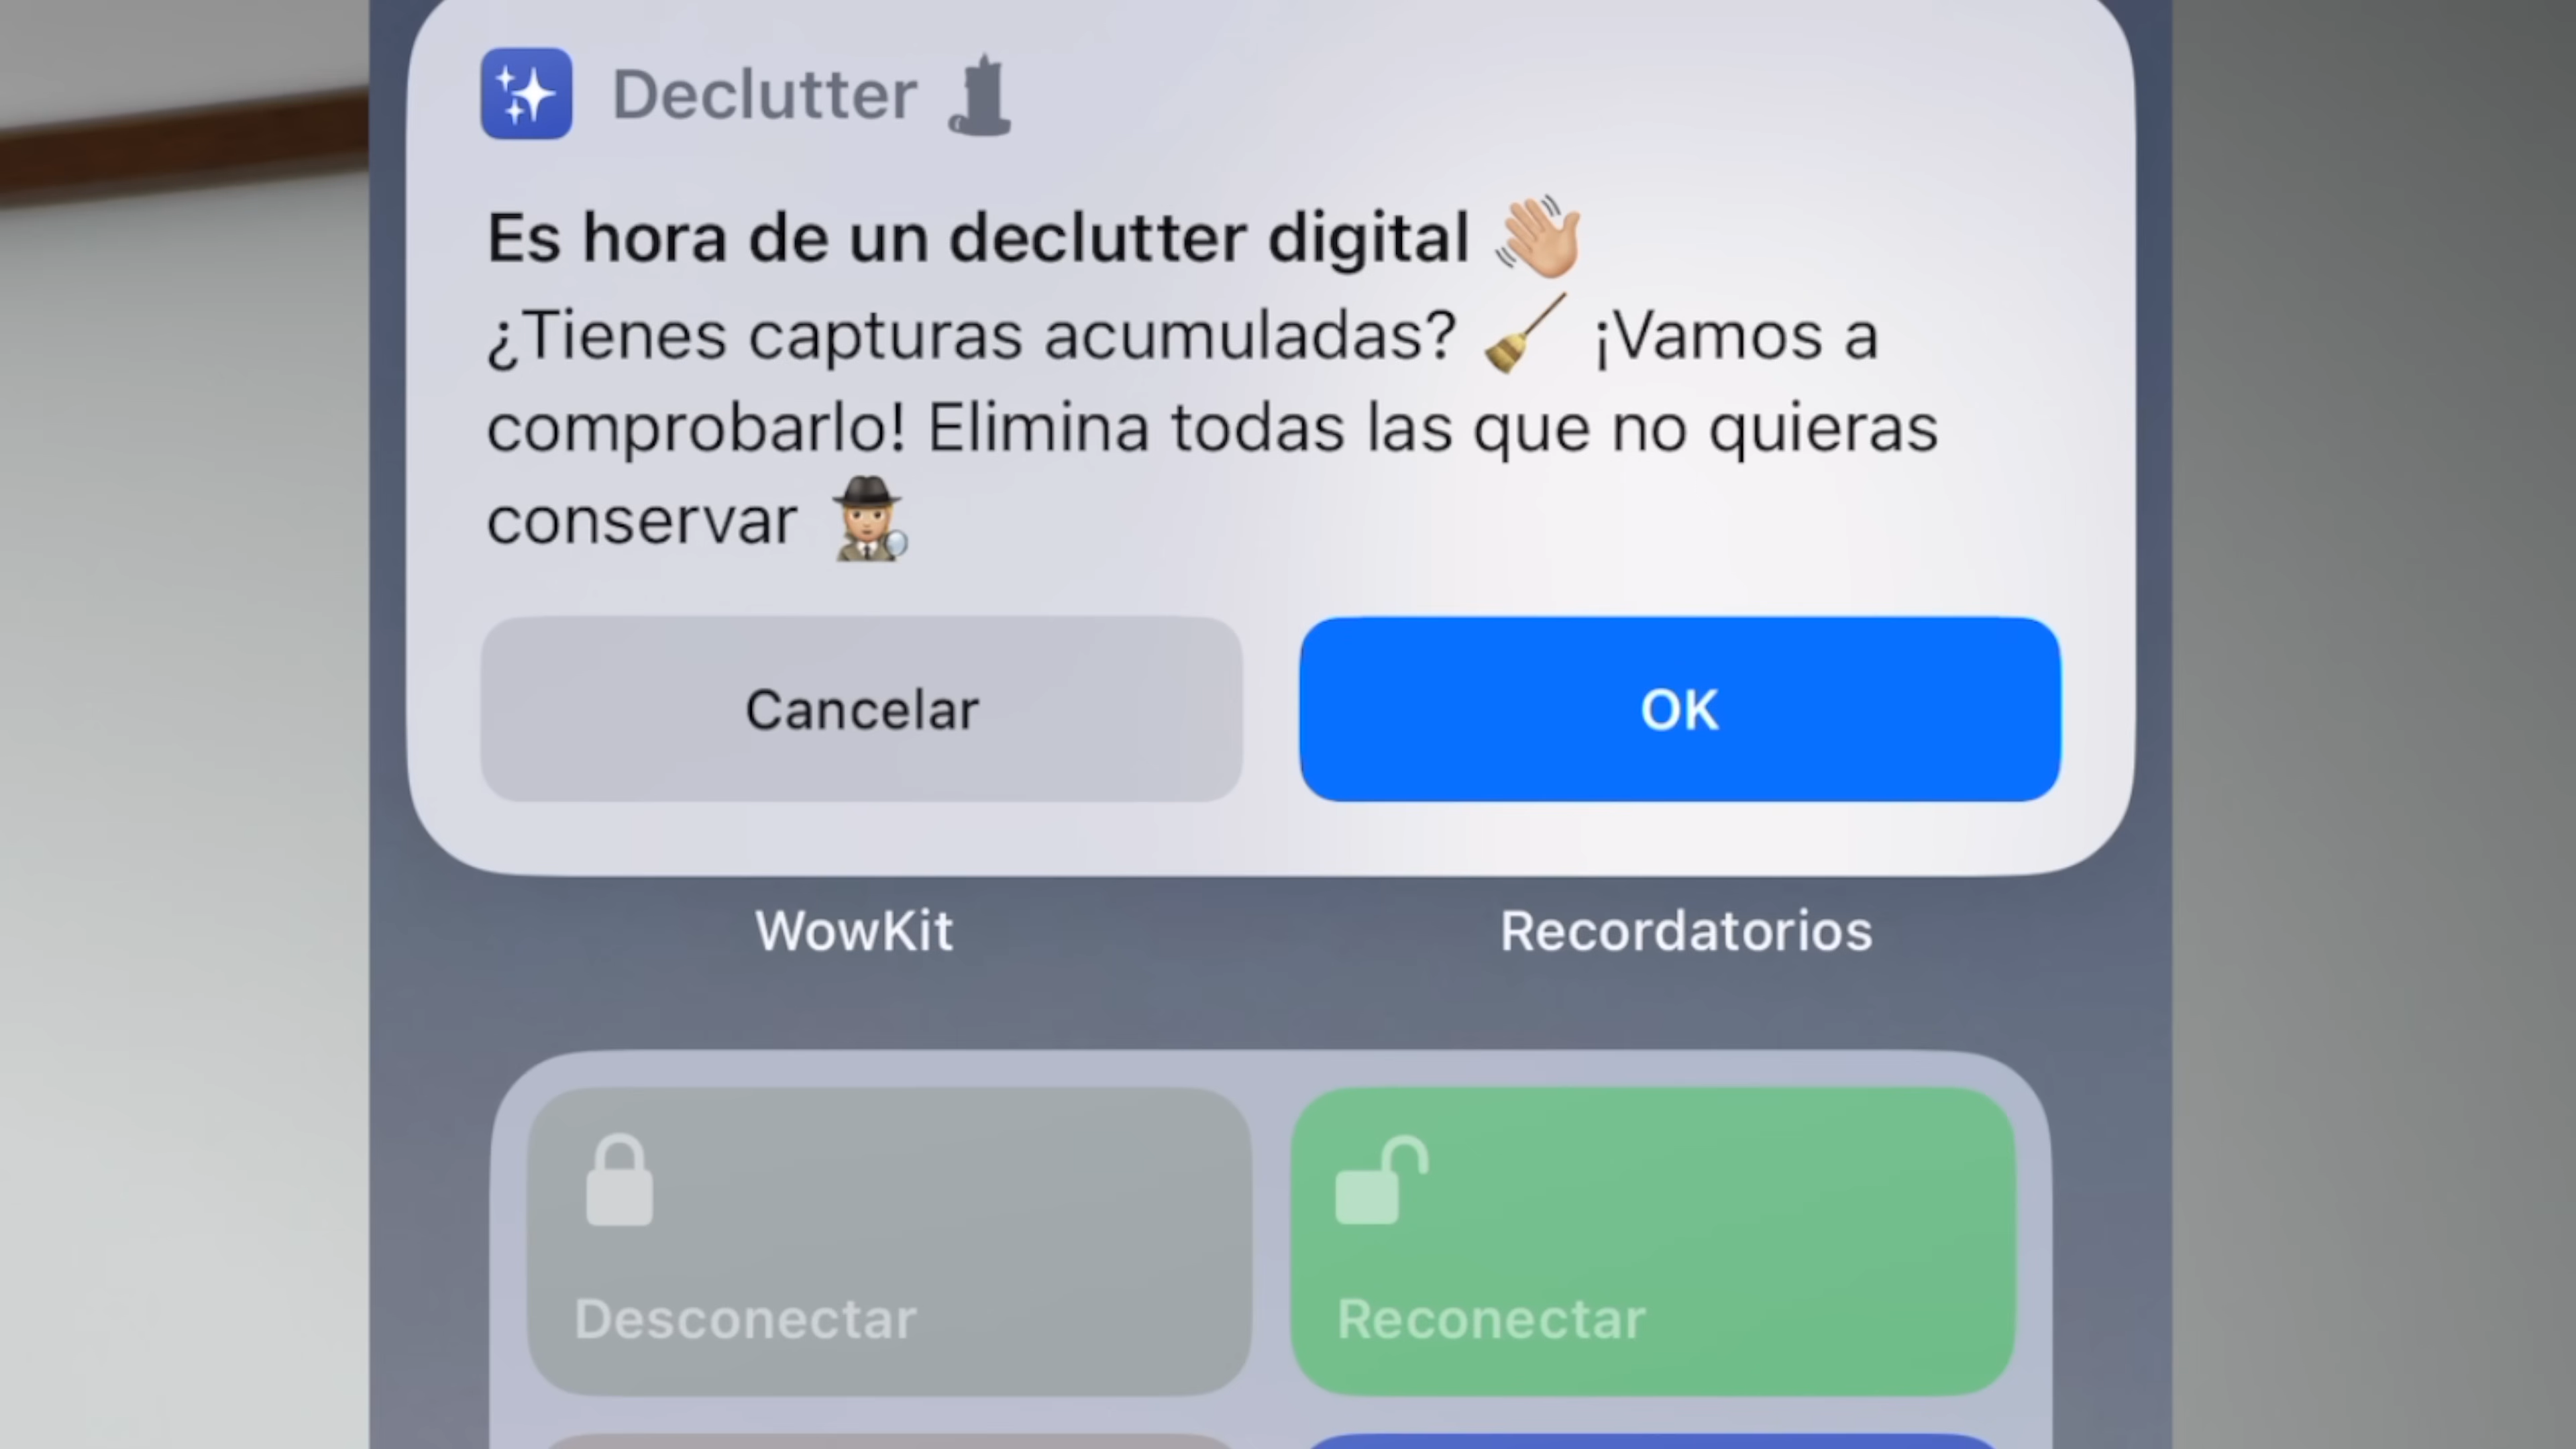 Declutter
Es hora de un declutter digital 👋🏼
¿Tienes capturas acumuladas? 🧹 ¡Vamos a
comprobarlo! Elimina todas las que no quieras
conservar 🕵🏼
Cancelar
OK
WowKit
Recordatorios
Desconectar
Reconectar